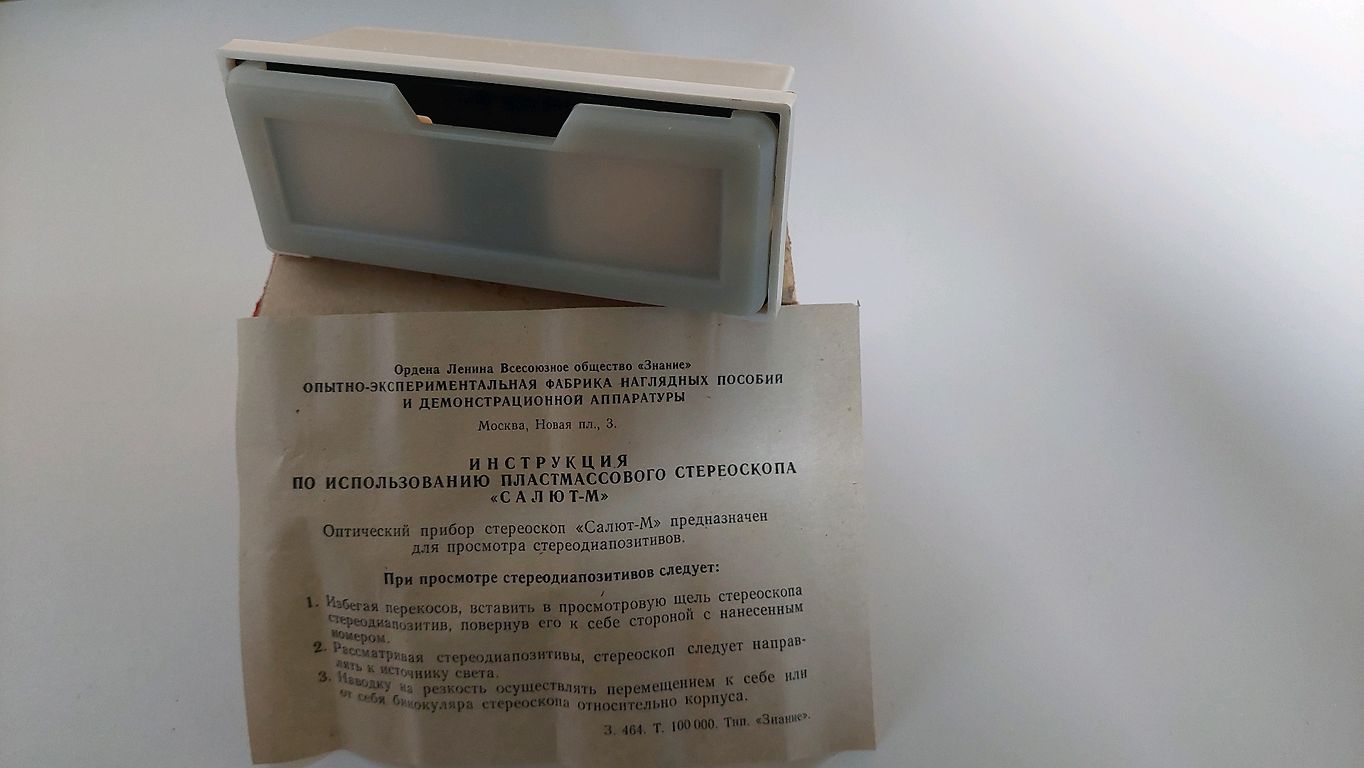 Ордена Ленина Всесоюзное общество «Знание»
ОПЫТНО-ЭКСПЕРИМЕНТАЛЬНАЯ ФАБРИКА НАГЛЯДНЫХ ПОСОБИЙ
И ДЕМОНСТРАЦИОННОЙ АППАРАТУРЫ
Москва, Новая пл., 3.
ИНСТРУКЦИЯ
ПО ИСПОЛЬЗОВАНИЮ ПЛАСТМАССОВОГО СТЕРЕОСКОПА
«САЛЮТ-М»
Оптический прибор стереоскоп «Салют-М» предназначен
для просмотра стереодиапозитивов.
При просмотре стереодиапозитивов следует:
1. Избегая перекосов, вставить в просмотровую щель стереоскопа
стереодиапозитив, повернув его к себе стороной с нанесенным
номером.
2. Рассматривая стереодиапозитивы, стереоскоп следует направ-
лять к источнику света.
3. Наводку на резкость осуществлять перемещением к себе или
от себя бинокуляра стереоскопа относительно корпуса.
З. 464. Т. 100 000. Тип. «Знание».